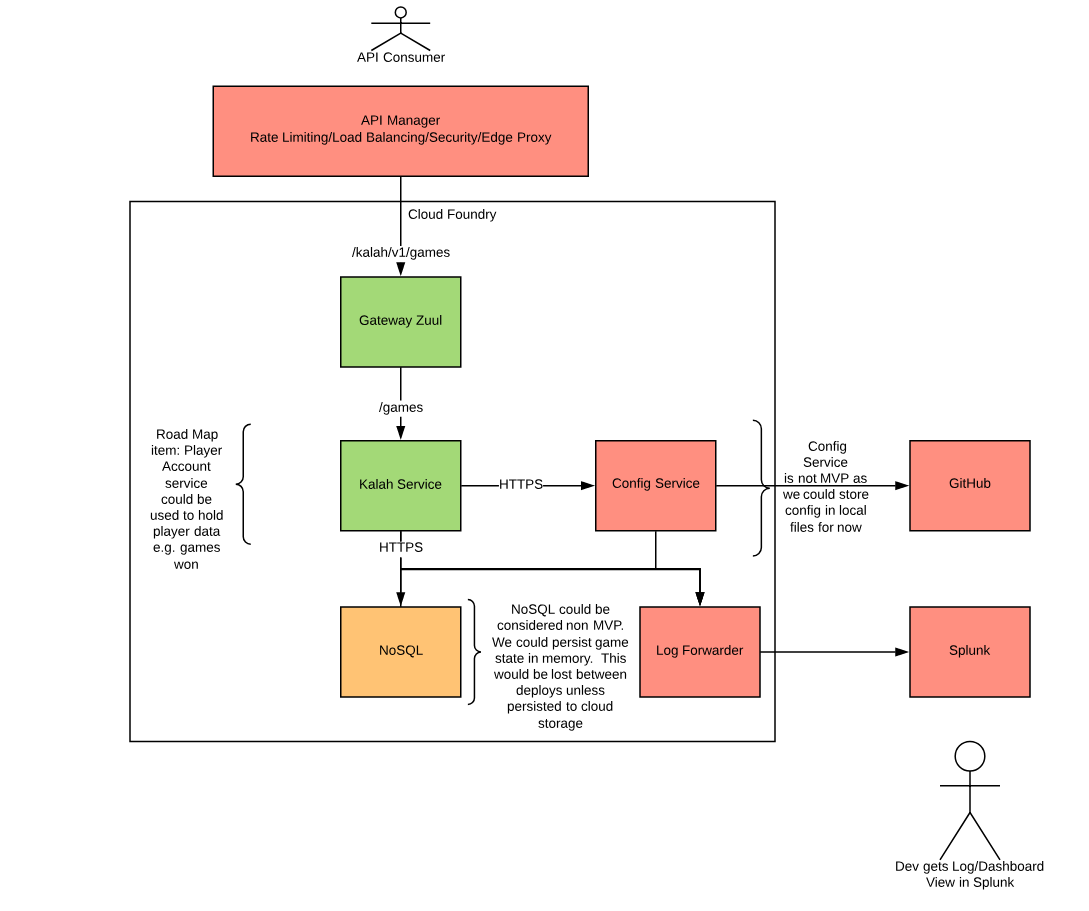 API Consumer
API Manager
Rate Limiting/Load Balancing/Security/Edge Proxy
Cloud Foundry
/kalah/v1/games
Gateway Zuul
/games
Road Map
item: Player
Account
service
could be
used to hold
player data
e.g. games
won
Kalah Service
HTTPS
Config Service
Config
Service
is not MVP as
we could store
config in local
files for now
GitHub
HTTPS
NoSQL
NoSQL could be
considered non MVP.
We could persist game
state in memory.  This
would be lost between
deploys unless
persisted to cloud
storage
Log Forwarder
Splunk
Dev gets Log/Dashboard
View in Splunk